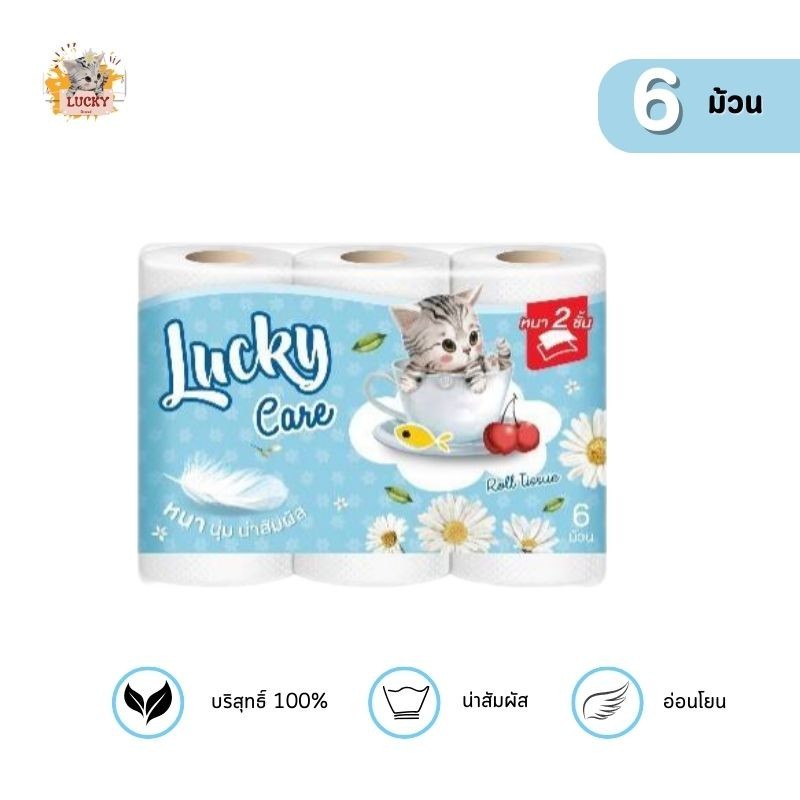 LUCKY
Brand
6 ม้วน
Lucky
Care
หนา 2 ชั้น
หนา นุ่ม น่าสัมผัส
Roll Tissue
6
ม้วน
บริสุทธิ์ 100%
น่าสัมผัส
อ่อนโยน